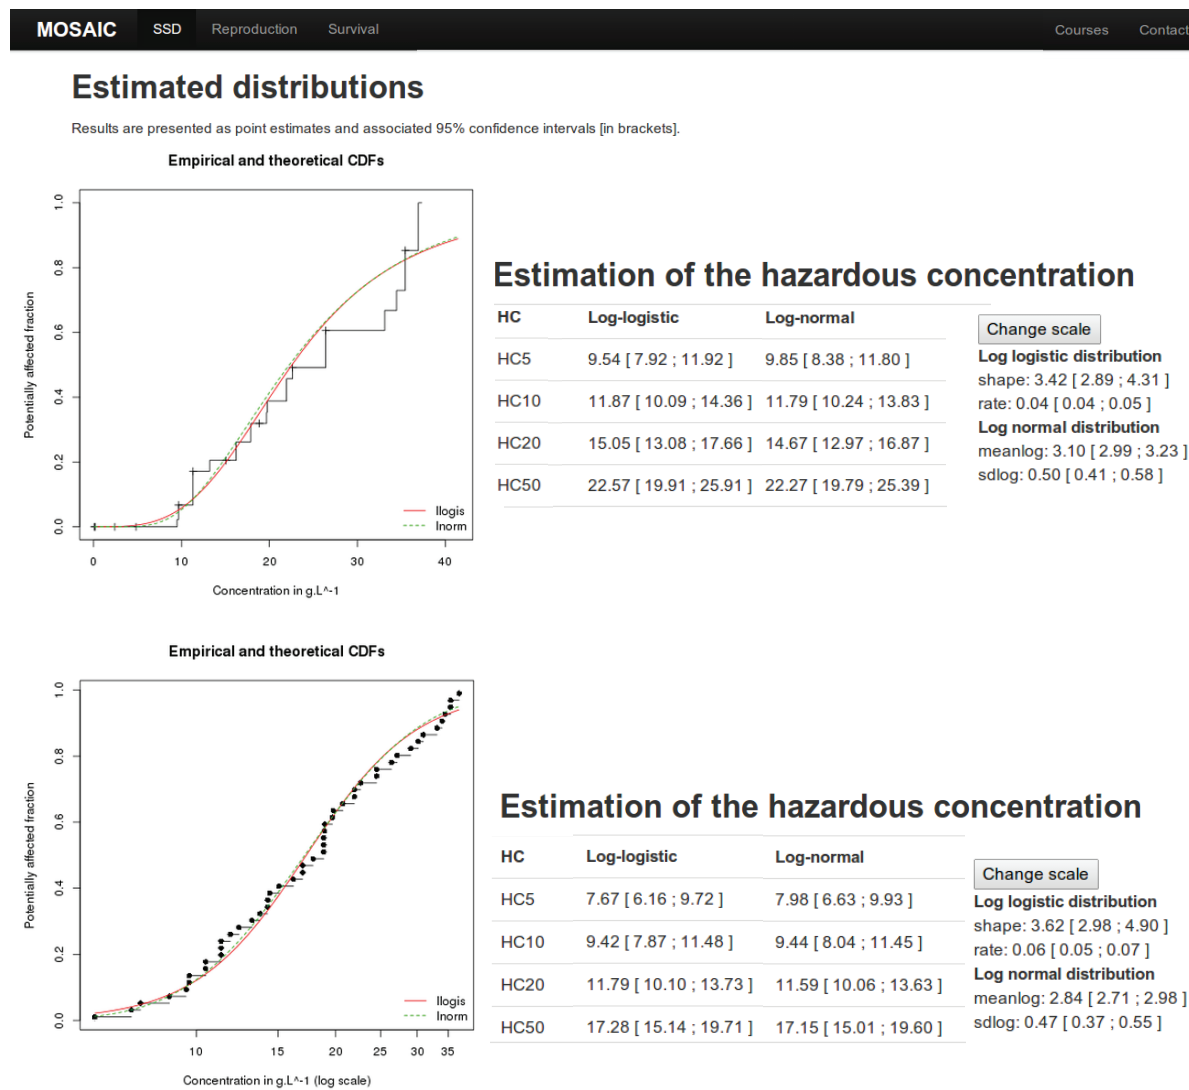 MOSAIC SSD Reproduction Survival Courses Contact
Estimated distributions
Results are presented as point estimates and associated 95% confidence intervals [in brackets].
Empirical and theoretical CDFs
Potentially affected fraction
1.0
0.8
0.6
0.4
0.2
0.0
llogis
lnorm
0 10 20 30 40
Concentration in g.L^-1
Estimation of the hazardous concentration
HC Log-logistic Log-normal
HC5 9.54 [ 7.92 ; 11.92 ] 9.85 [ 8.38 ; 11.80 ]
HC10 11.87 [ 10.09 ; 14.36 ] 11.79 [ 10.24 ; 13.83 ]
HC20 15.05 [ 13.08 ; 17.66 ] 14.67 [ 12.97 ; 16.87 ]
HC50 22.57 [ 19.91 ; 25.91 ] 22.27 [ 19.79 ; 25.39 ]
Change scale
Log logistic distribution
shape: 3.42 [ 2.89 ; 4.31 ]
rate: 0.04 [ 0.04 ; 0.05 ]
Log normal distribution
meanlog: 3.10 [ 2.99 ; 3.23 ]
sdlog: 0.50 [ 0.41 ; 0.58 ]
Empirical and theoretical CDFs
Potentially affected fraction
1.0
0.8
0.6
0.4
0.2
0.0
llogis
lnorm
10 15 20 25 30 35
Concentration in g.L^-1 (log scale)
Estimation of the hazardous concentration
HC Log-logistic Log-normal
HC5 7.67 [ 6.16 ; 9.72 ] 7.98 [ 6.63 ; 9.93 ]
HC10 9.42 [ 7.87 ; 11.48 ] 9.44 [ 8.04 ; 11.45 ]
HC20 11.79 [ 10.10 ; 13.73 ] 11.59 [ 10.06 ; 13.63 ]
HC50 17.28 [ 15.14 ; 19.71 ] 17.15 [ 15.01 ; 19.60 ]
Change scale
Log logistic distribution
shape: 3.62 [ 2.98 ; 4.90 ]
rate: 0.06 [ 0.05 ; 0.07 ]
Log normal distribution
meanlog: 2.84 [ 2.71 ; 2.98 ]
sdlog: 0.47 [ 0.37 ; 0.55 ]